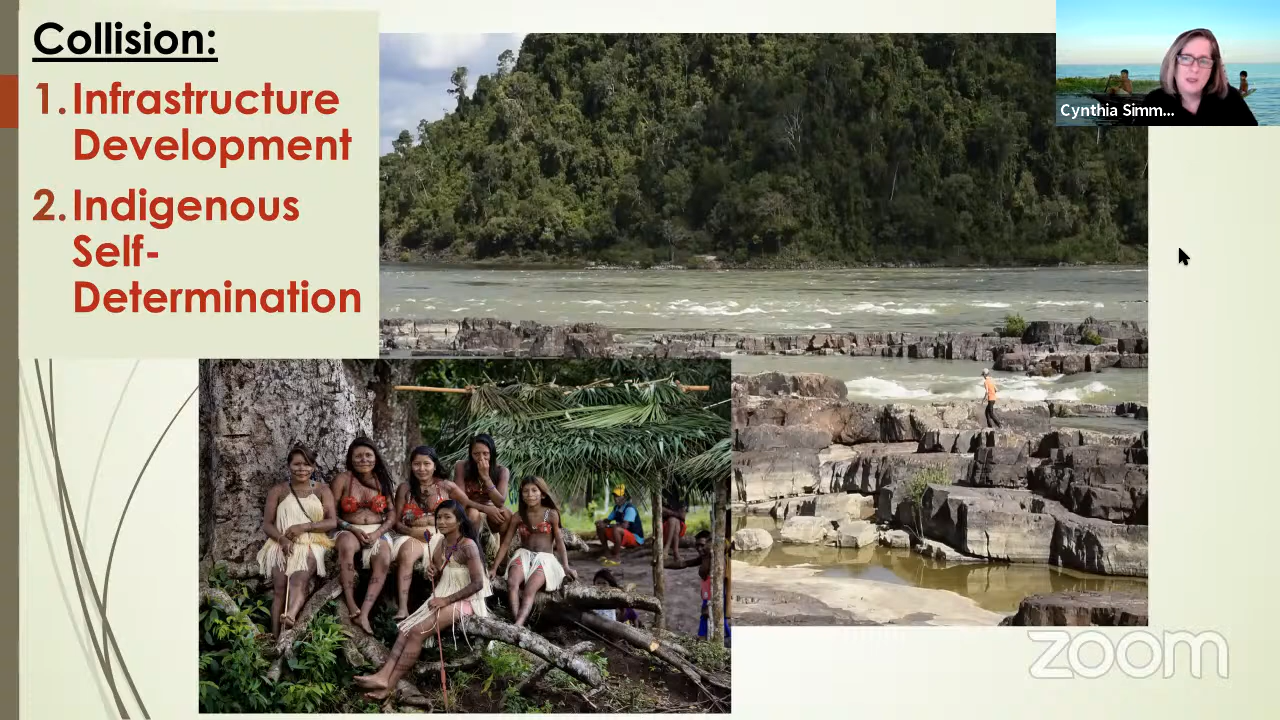 Collision:
1. Infrastructure
Development
2. Indigenous
Self-
Determination
Cynthia Simm...
zoom